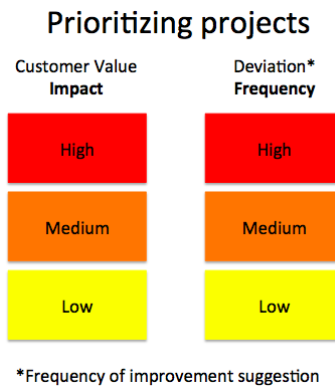 Prioritizing projects
Customer Value
Impact
High
Medium
Low
Deviation*
Frequency
High
Medium
Low
*Frequency of improvement suggestion